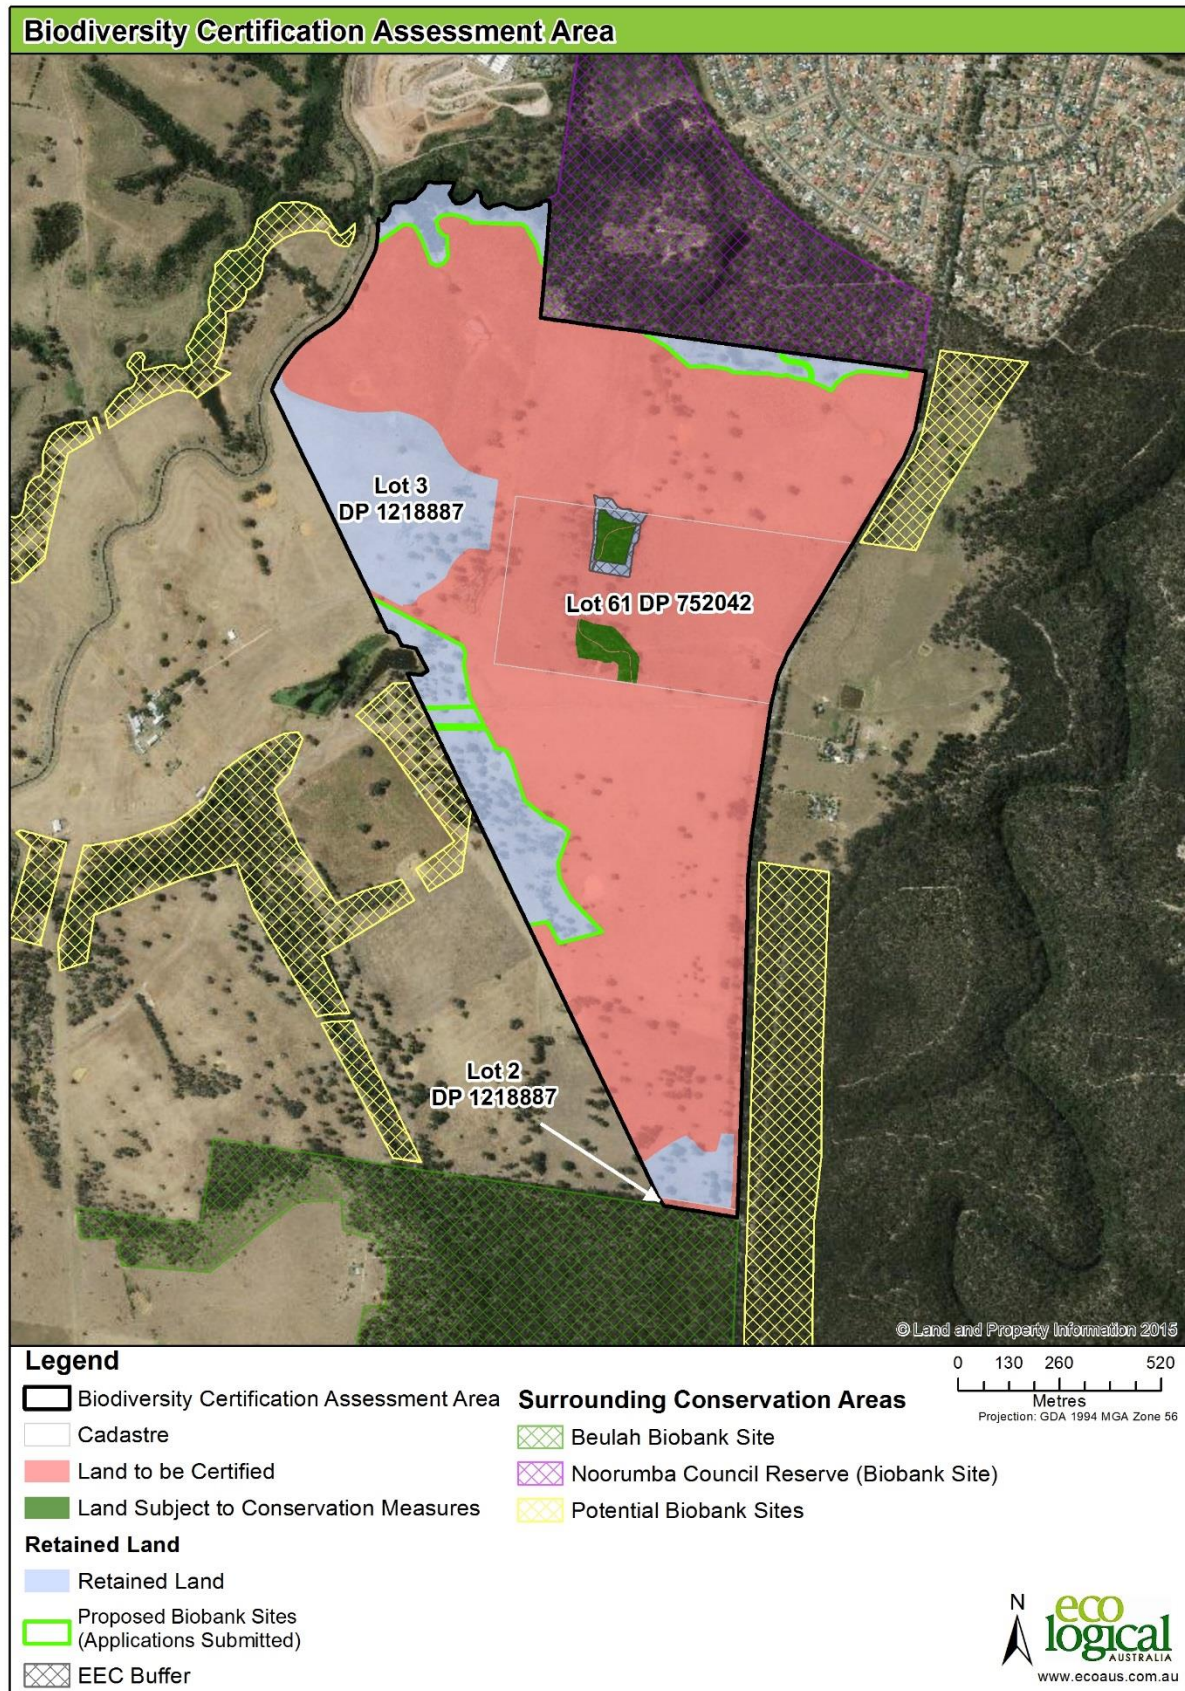 Biodiversity Certification Assessment Area
Lot 3
DP 1218887
Lot 61 DP 752042
Lot 2
DP 1218887
© Land and Property Information 2015
Legend
Biodiversity Certification Assessment Area
Cadastre
Land to be Certified
Land Subject to Conservation Measures
Retained Land
Retained Land
Proposed Biobank Sites
(Applications Submitted)
EEC Buffer
Surrounding Conservation Areas
Beulah Biobank Site
Noorumba Council Reserve (Biobank Site)
Potential Biobank Sites
0 130 260 520
Metres
Projection: GDA 1994 MGA Zone 56
N
eco
logical
AUSTRALIA
www.ecoaus.com.au